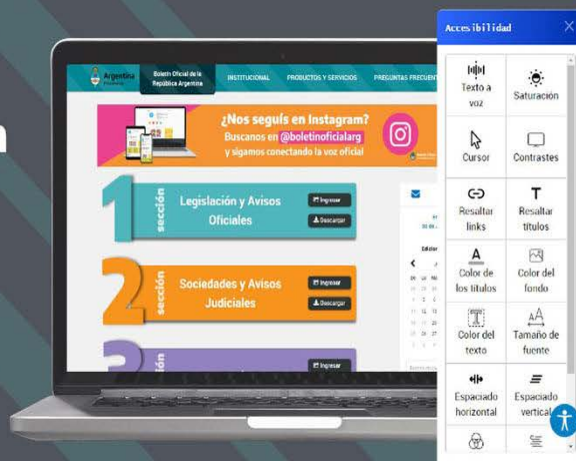 Argentina
Presidencia
Boletín Oficial de la
República Argentina
INSTITUCIONAL
PRODUCTOS Y SERVICIOS
PREGUNTAS FRECUENT
¿Nos seguís en Instagram?
Buscanos en @boletinoficialarg
y sigamos conectando la voz oficial
1
sección
Legislación y Avisos
Oficiales
Ingresar
Descargar
2
sección
Sociedades y Avisos
Judiciales
Ingresar
Descargar
3
Ingresar
Accesibilidad
Texto a
voz
Saturación
Cursor
Contrastes
Resaltar
links
Resaltar
títulos
Color de
los títulos
Color del
fondo
Color del
texto
Tamaño de
fuente
Espaciado
horizontal
Espaciado
vertical